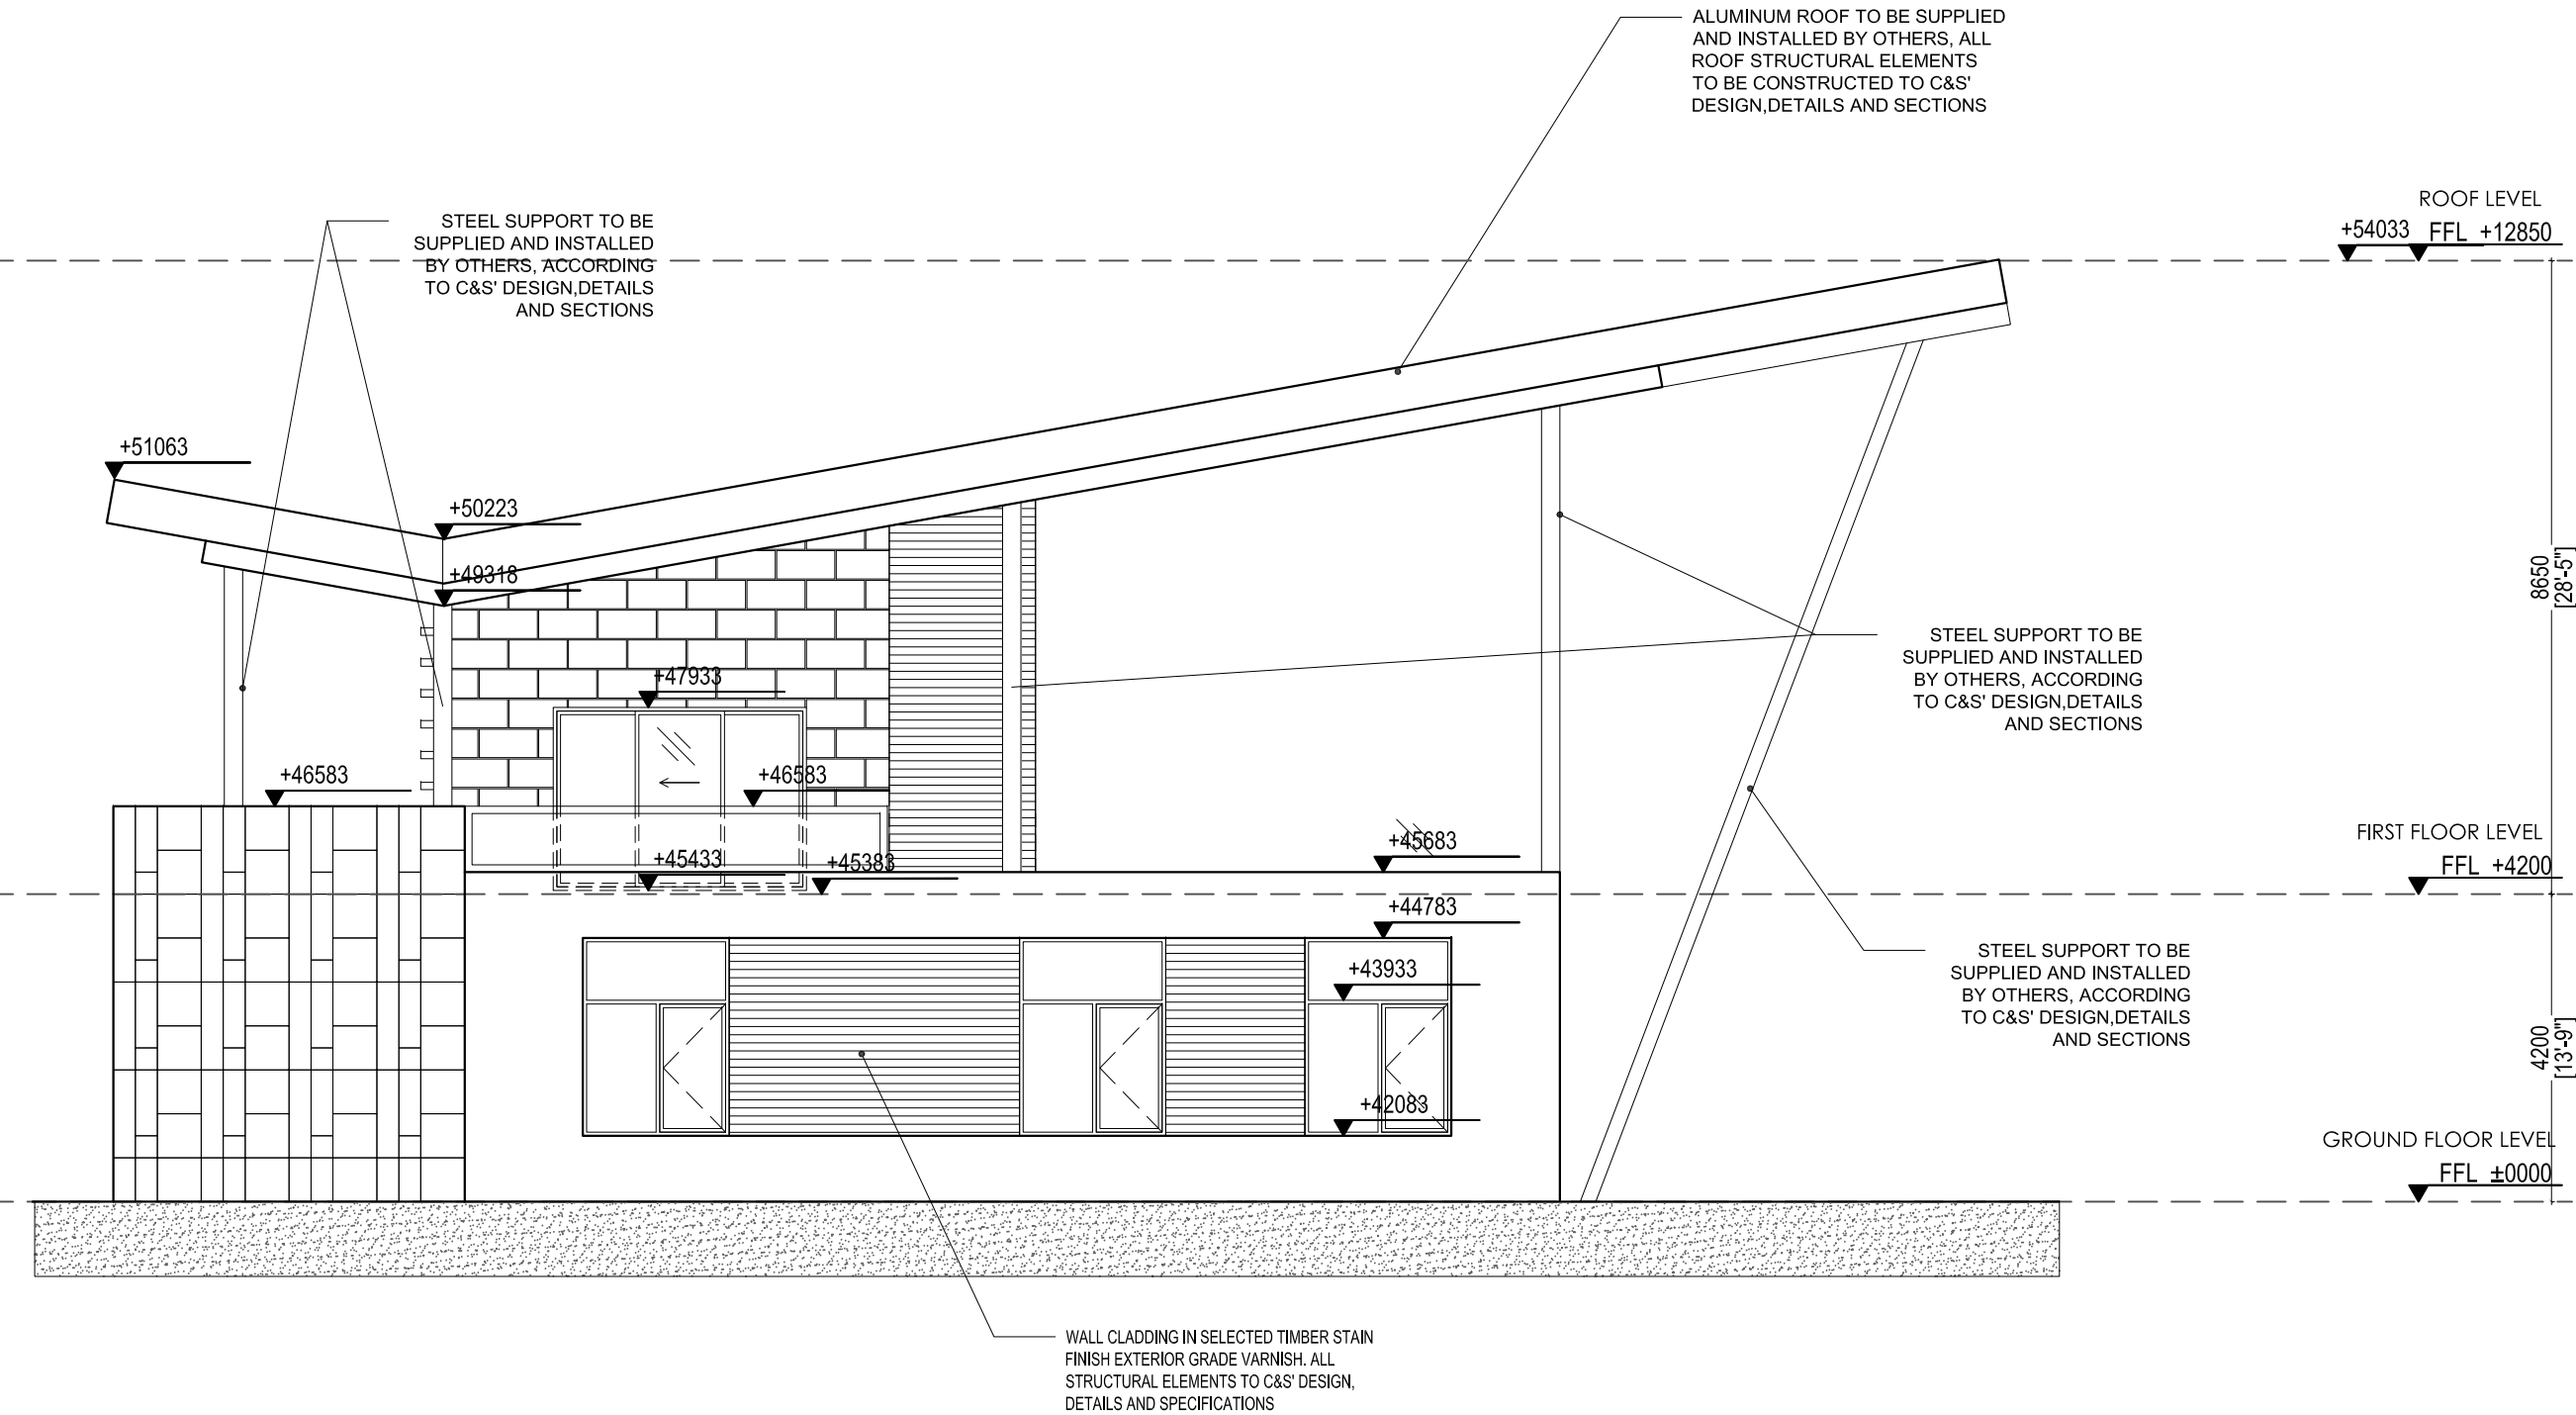 ALUMINUM ROOF TO BE SUPPLIED
AND INSTALLED BY OTHERS, ALL
ROOF STRUCTURAL ELEMENTS
TO BE CONSTRUCTED TO C&S'
DESIGN,DETAILS AND SECTIONS
ROOF LEVEL
+54033 FFL +12850
STEEL SUPPORT TO BE
SUPPLIED AND INSTALLED
BY OTHERS, ACCORDING
TO C&S' DESIGN,DETAILS
AND SECTIONS
+51063
+50223
+49318
8650
[28'-5"]
STEEL SUPPORT TO BE
SUPPLIED AND INSTALLED
BY OTHERS, ACCORDING
TO C&S' DESIGN,DETAILS
AND SECTIONS
+47933
+46583
+46583
+45433
+45383
+45683
FIRST FLOOR LEVEL
FFL +4200
+44783
+43933
+42083
STEEL SUPPORT TO BE
SUPPLIED AND INSTALLED
BY OTHERS, ACCORDING
TO C&S' DESIGN,DETAILS
AND SECTIONS
4200
[13'-9"]
GROUND FLOOR LEVEL
FFL ±0000
WALL CLADDING IN SELECTED TIMBER STAIN
FINISH EXTERIOR GRADE VARNISH. ALL
STRUCTURAL ELEMENTS TO C&S' DESIGN,
DETAILS AND SPECIFICATIONS